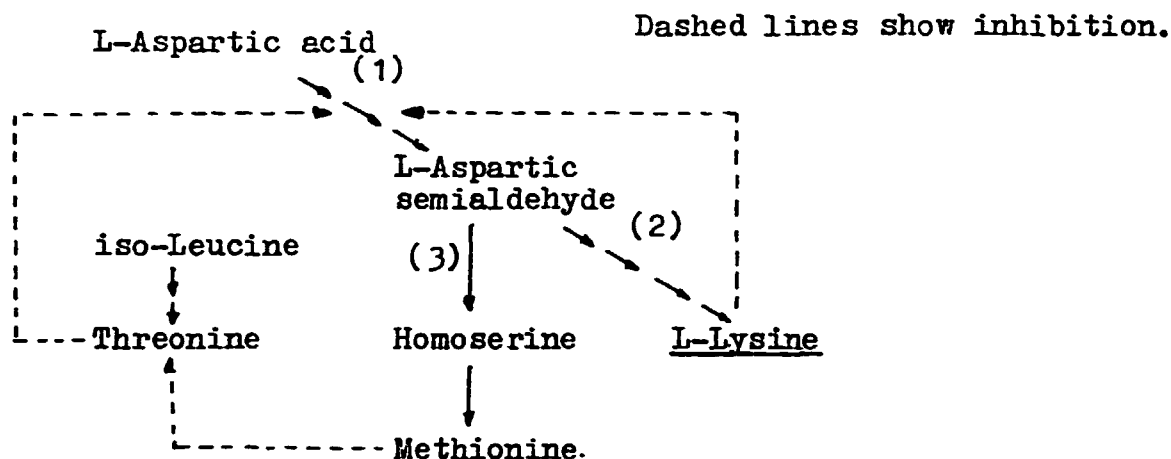 Dashed lines show inhibition.
L-Aspartic acid
(1)
L-Aspartic
semialdehyde
(2)
iso-Leucine
(3)
Threonine
Homoserine
L-Lysine
Methionine.